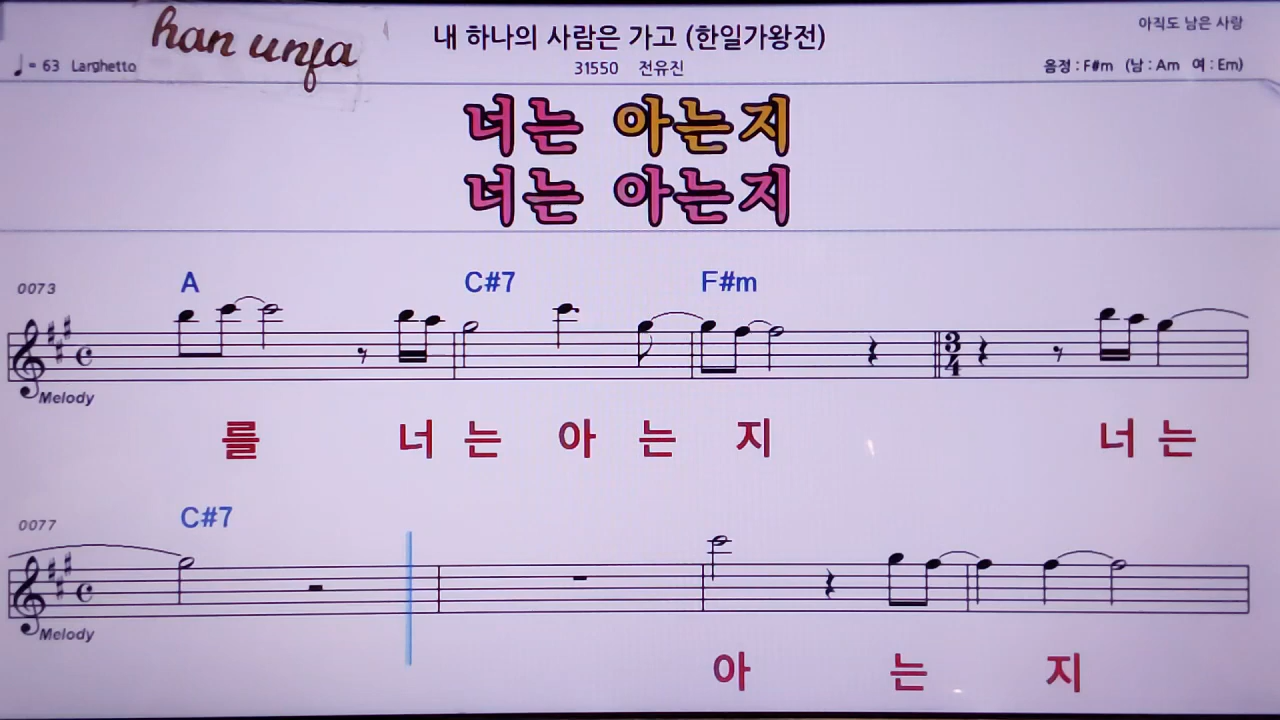 han unja
내 하나의 사람은 가고 (한일가왕전)
아직도 남은 사랑
♩= 63 Larghetto
31550 전유진
음정 : F#m (남 : Am 여 : Em)
너는 아는지
너는 아는지
0073
A C#7 F#m
3/4
Melody
를 너 는 아 는 지 너 는
0077
C#7
Melody
아 는 지